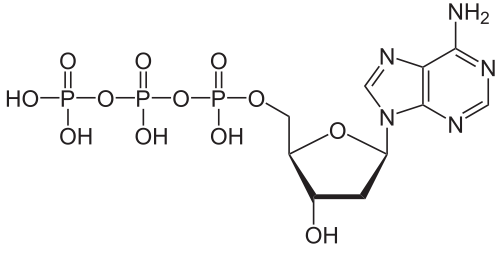 NH2
O O O N N
HO P O P O P O
OH OH OH O N N
OH